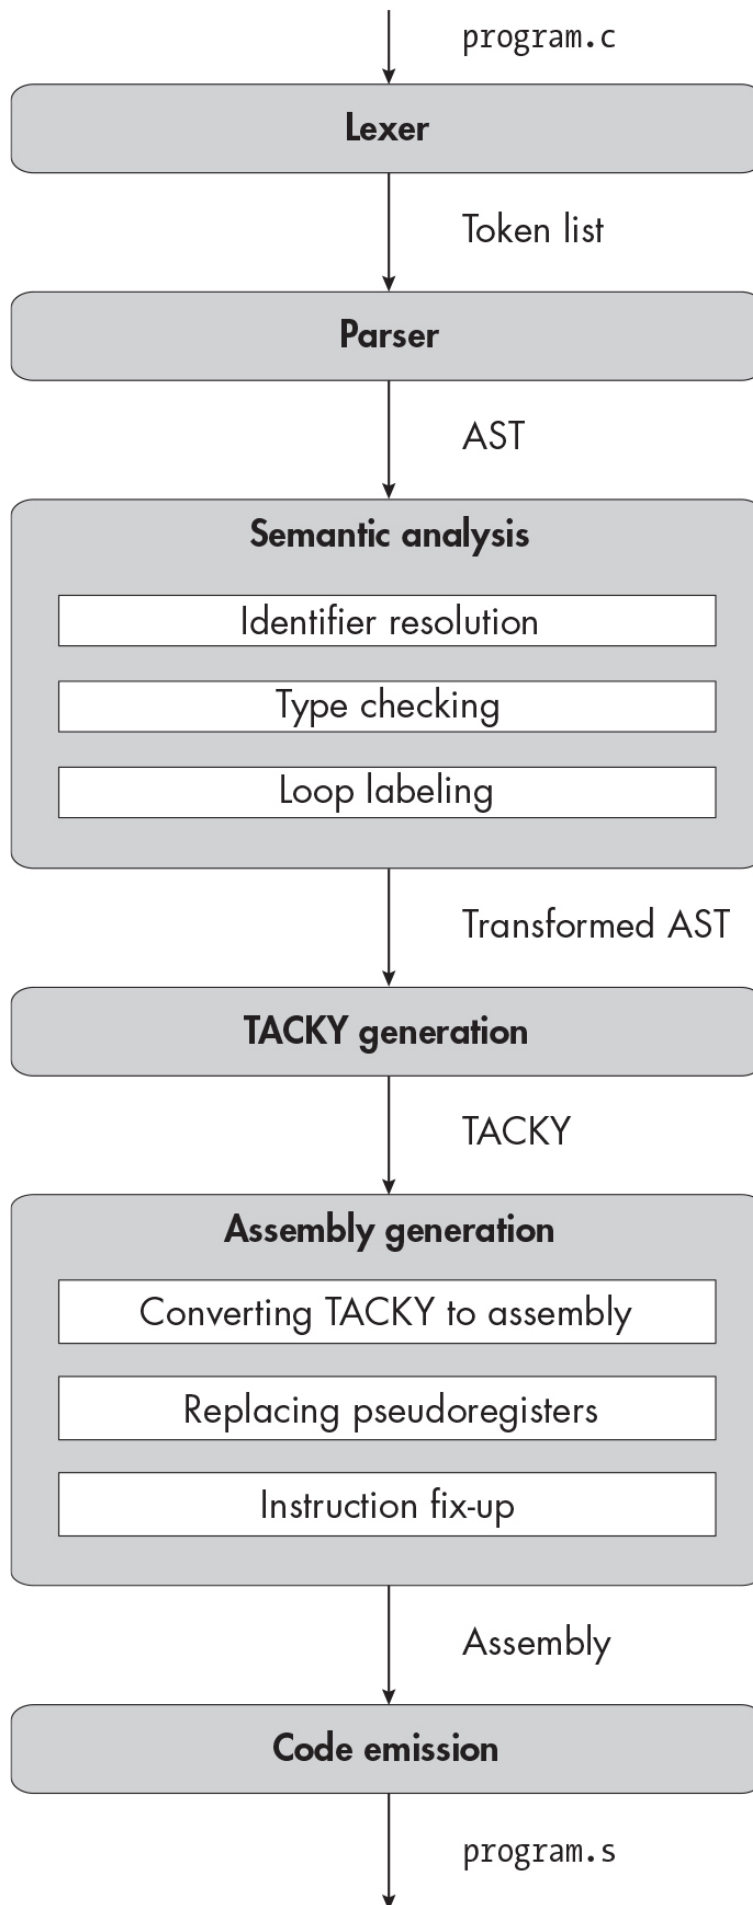 program.c
Lexer
Token list
Parser
AST
Semantic analysis
Identifier resolution
Type checking
Loop labeling
Transformed AST
TACKY generation
TACKY
Assembly generation
Converting TACKY to assembly
Replacing pseudoregisters
Instruction fix-up
Assembly
Code emission
program.s